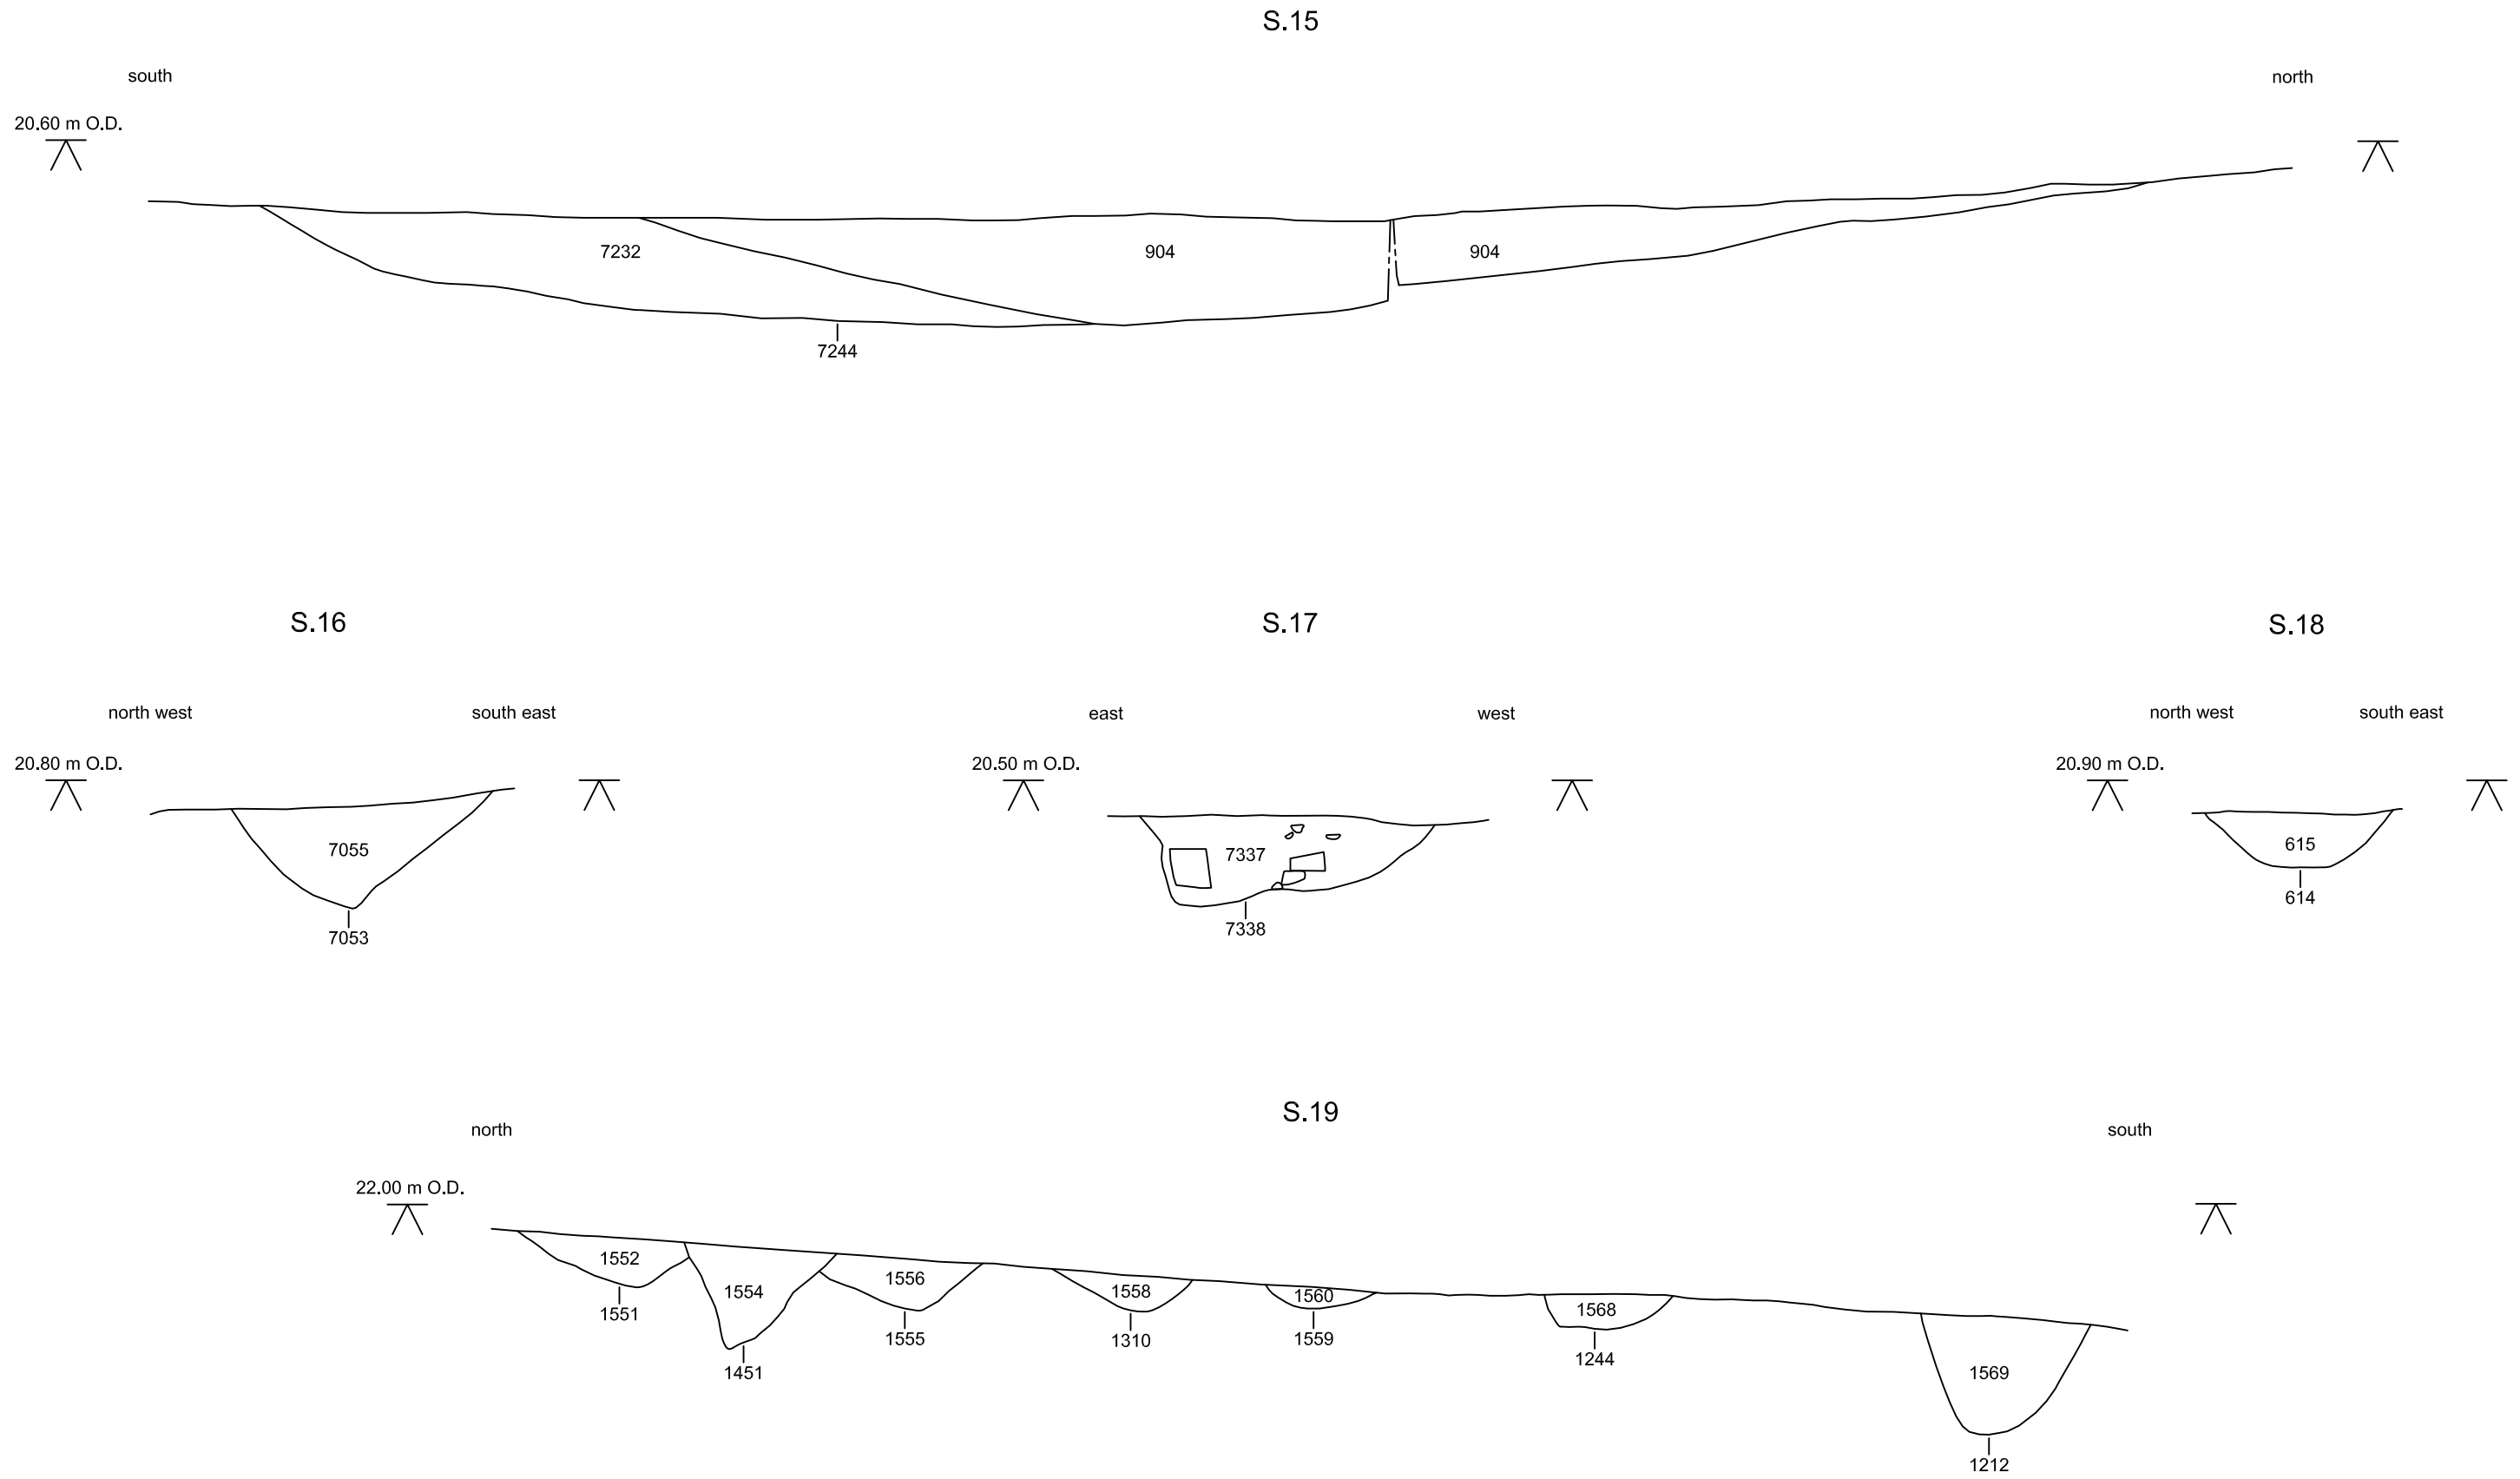 S.15
south
north
20.60 m O.D.
7232
904
904
7244
S.16
S.17
S.18
north west
south east
east
west
north west
south east
20.80 m O.D.
20.50 m O.D.
20.90 m O.D.
7055
7337
615
7053
7338
614
S.19
north
south
22.00 m O.D.
1552
1554
1556
1558
1560
1568
1569
1551
1451
1555
1310
1559
1244
1212